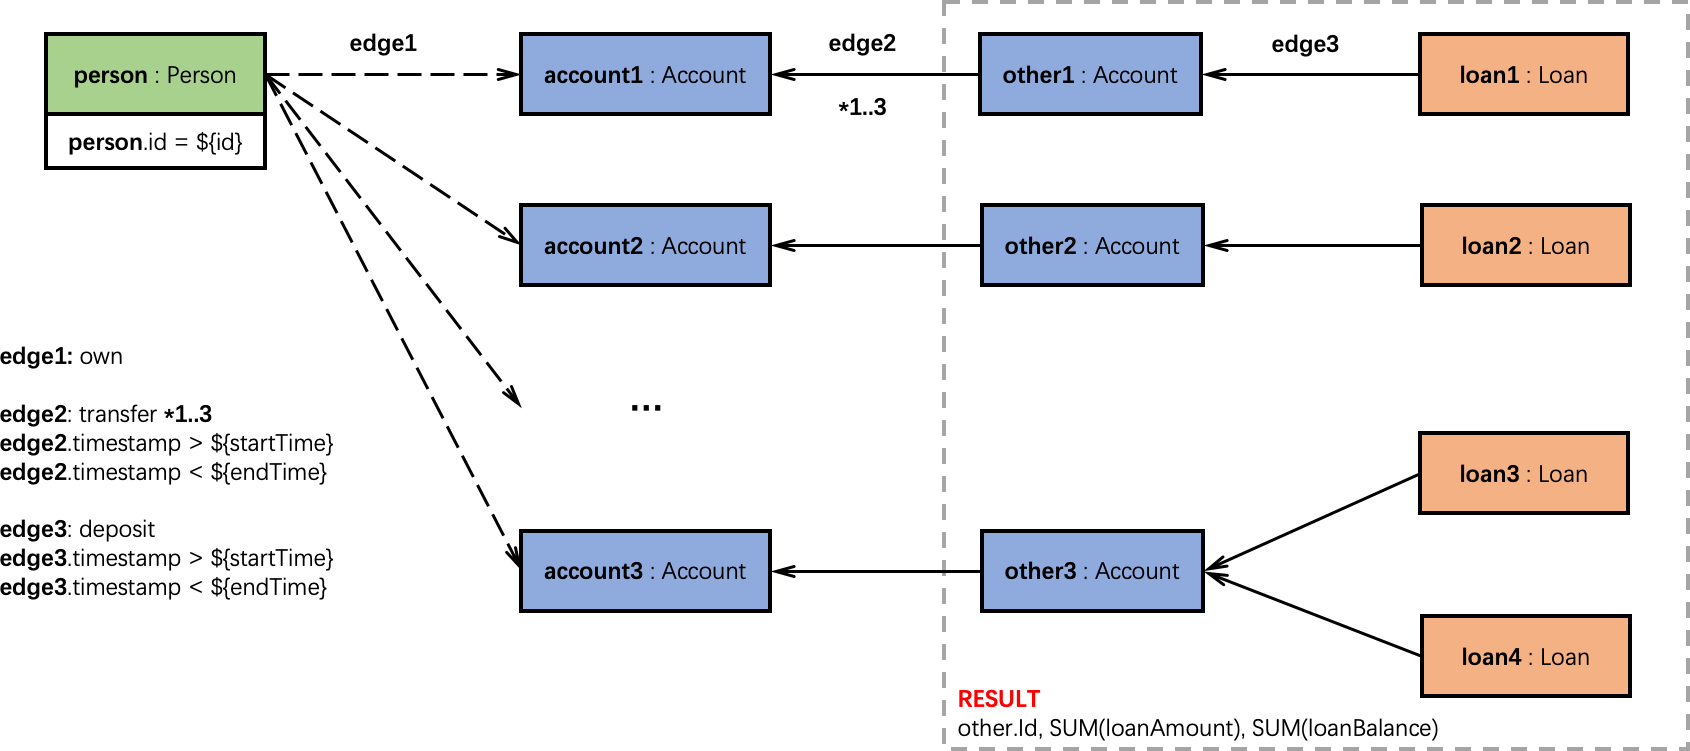 edge1
edge2
edge3
person : Person
account1 : Account
other1 : Account
loan1 : Loan
*1..3
person.id = ${id}
account2 : Account
other2 : Account
loan2 : Loan
edge1: own
...
edge2: transfer *1..3
edge2.timestamp > ${startTime}
edge2.timestamp < ${endTime}
loan3 : Loan
edge3: deposit
edge3.timestamp > ${startTime}
edge3.timestamp < ${endTime}
account3 : Account
other3 : Account
loan4 : Loan
RESULT
other.Id, SUM(loanAmount), SUM(loanBalance)